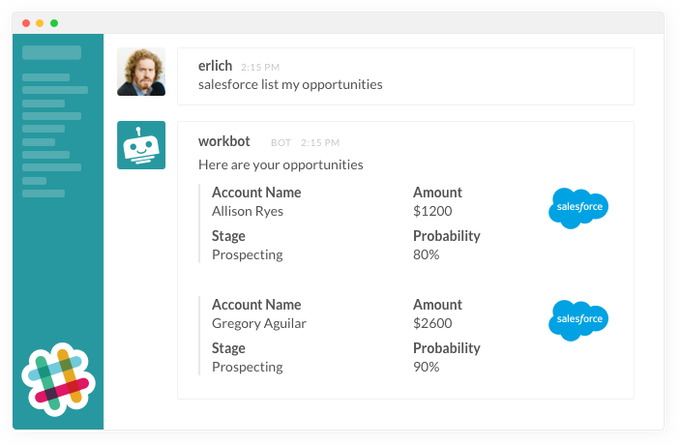 erlich 2:15 PM
salesforce list my opportunities
workbot BOT 2:15 PM
Here are your opportunities
Account Name Amount
Allison Ryes $1200
salesforce
Stage Probability
Prospecting 80%
Account Name Amount
Gregory Aguilar $2600
salesforce
Stage Probability
Prospecting 90%